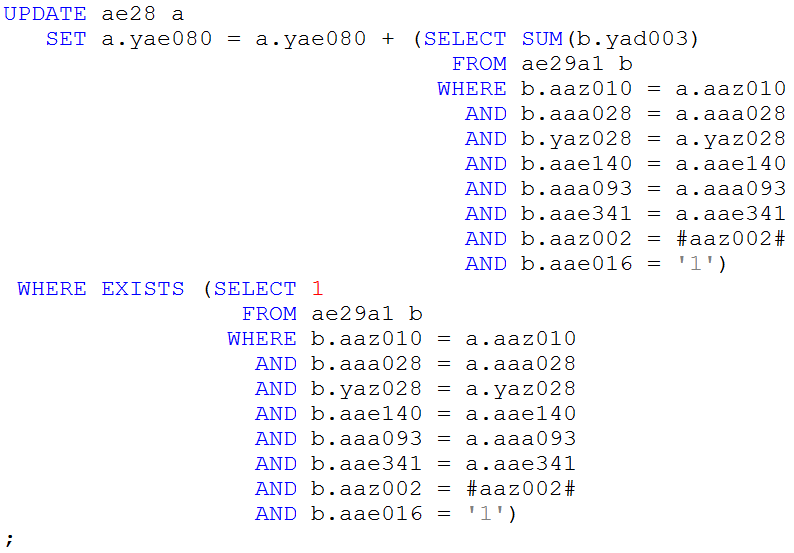 UPDATE ae28 a
   SET a.yae080 = a.yae080 + (SELECT SUM(b.yad003)
                                FROM ae29a1 b
                               WHERE b.aaz010 = a.aaz010
                                 AND b.aaa028 = a.aaa028
                                 AND b.yaz028 = a.yaz028
                                 AND b.aae140 = a.aae140
                                 AND b.aaa093 = a.aaa093
                                 AND b.aae341 = a.aae341
                                 AND b.aaz002 = #aaz002#
                                 AND b.aae016 = '1')
 WHERE EXISTS (SELECT 1
                 FROM ae29a1 b
                WHERE b.aaz010 = a.aaz010
                  AND b.aaa028 = a.aaa028
                  AND b.yaz028 = a.yaz028
                  AND b.aae140 = a.aae140
                  AND b.aaa093 = a.aaa093
                  AND b.aae341 = a.aae341
                  AND b.aaz002 = #aaz002#
                  AND b.aae016 = '1')
;